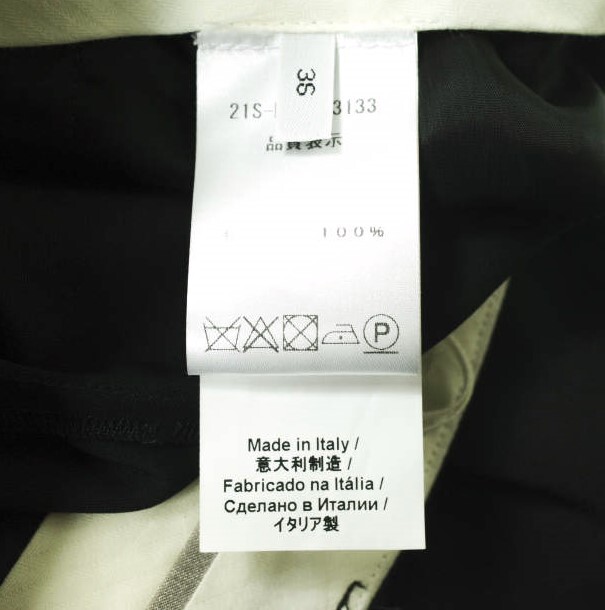 36
21S- 3133
品質表示
100%
P
Made in Italy /
意大利制造 /
Fabricado na Itália /
Сделано в Италии /
イタリア製